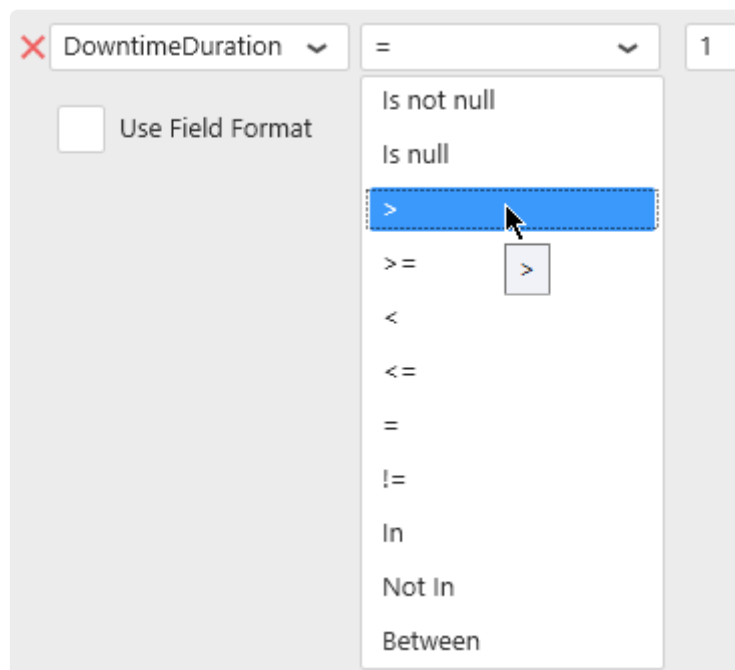 DowntimeDuration = 1
Use Field Format
Is not null
Is null
>
>
>=
<
<=
=
!=
In
Not In
Between